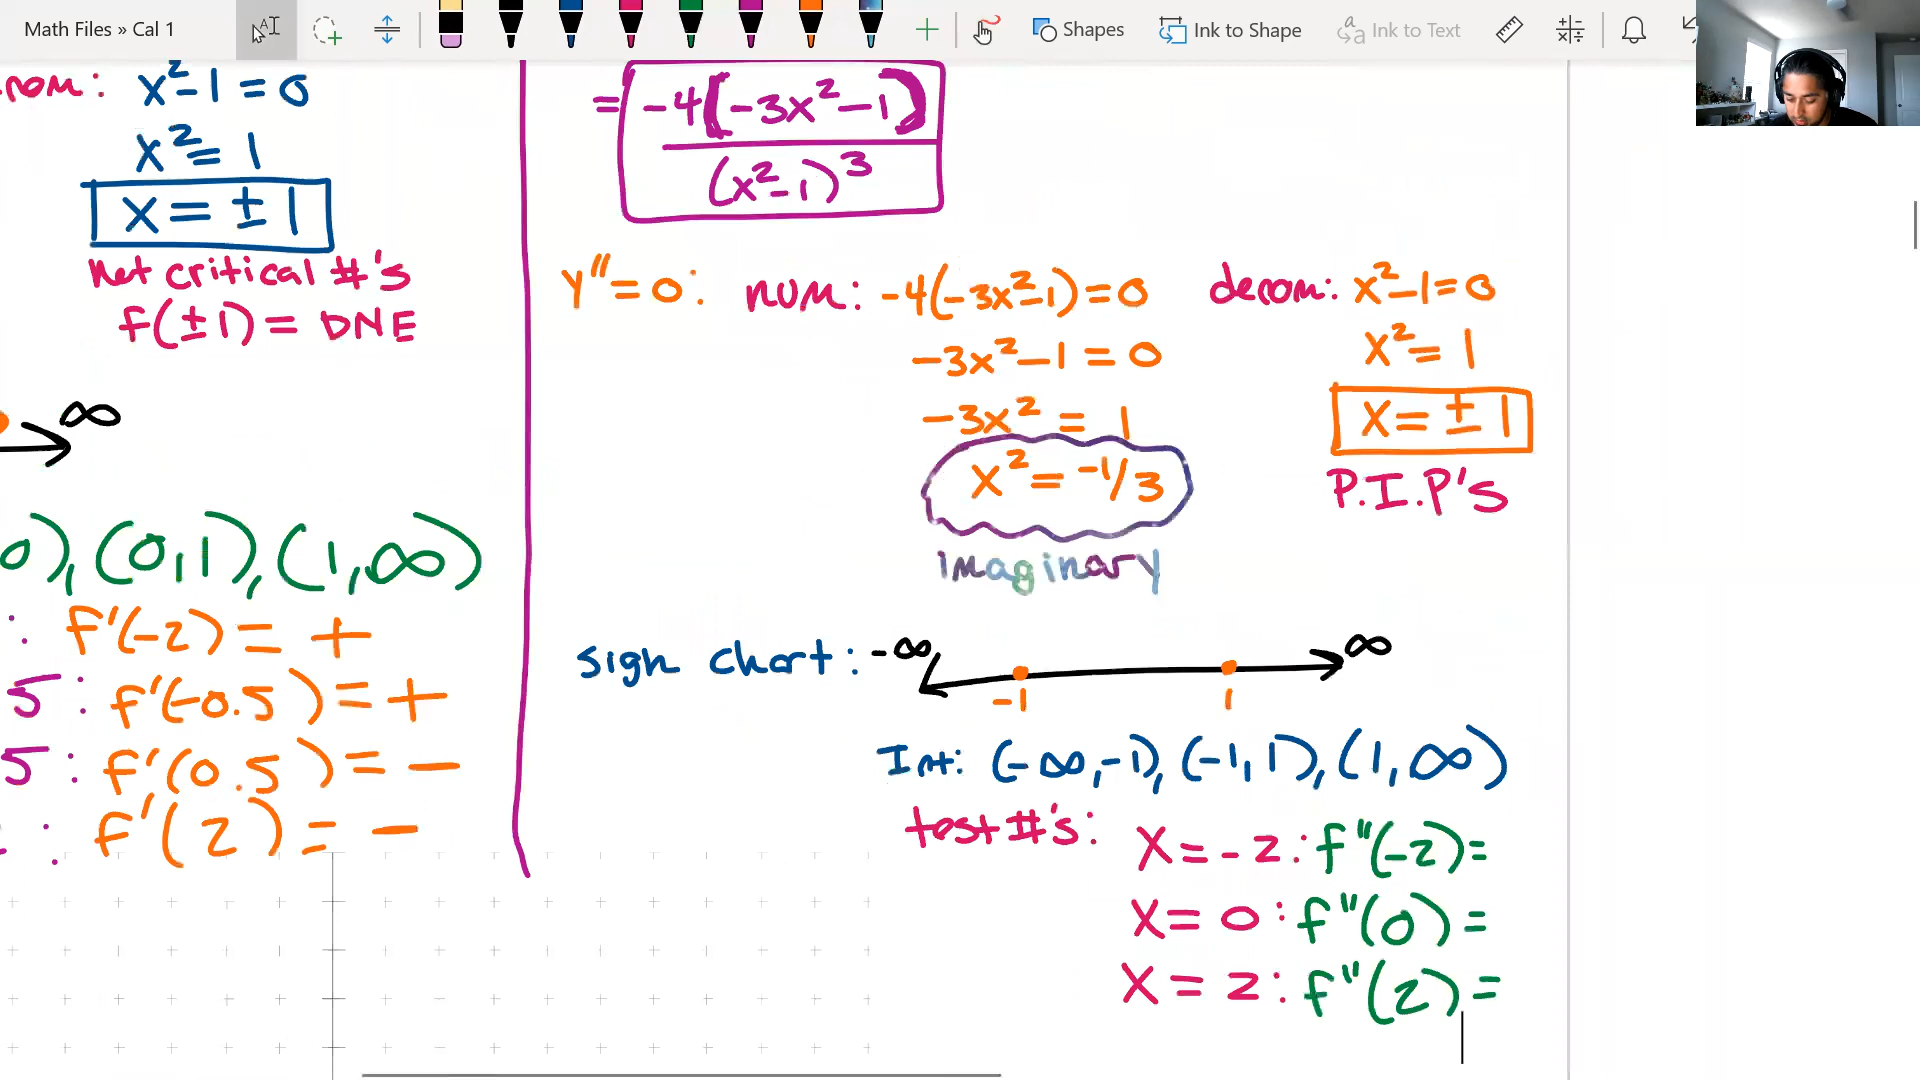 Math Files » Cal 1
Shapes
Ink to Shape
Ink to Text
rom: x²-1=0
x²=1
x=±1
Not critical #'s
f(±1)=DNE
∞
0),(0,1),(1,∞)
: f'(-2)=+
5: f'(-0.5)=+
5: f'(0.5)=-
: f'(2)=-
= -4(-3x²-1)
(x²-1)³
y''=0:
num: -4(-3x²-1)=0
-3x²-1=0
-3x²=1
x²=-1/3
imaginary
denom: x²-1=0
x²=1
x=±1
P.I.P's
sign chart: -∞ ∞
-1 1
Int: (-∞,-1),(-1,1),(1,∞)
test #'s:
x=-2: f''(-2)=
x=0: f''(0)=
x=2: f''(2)=